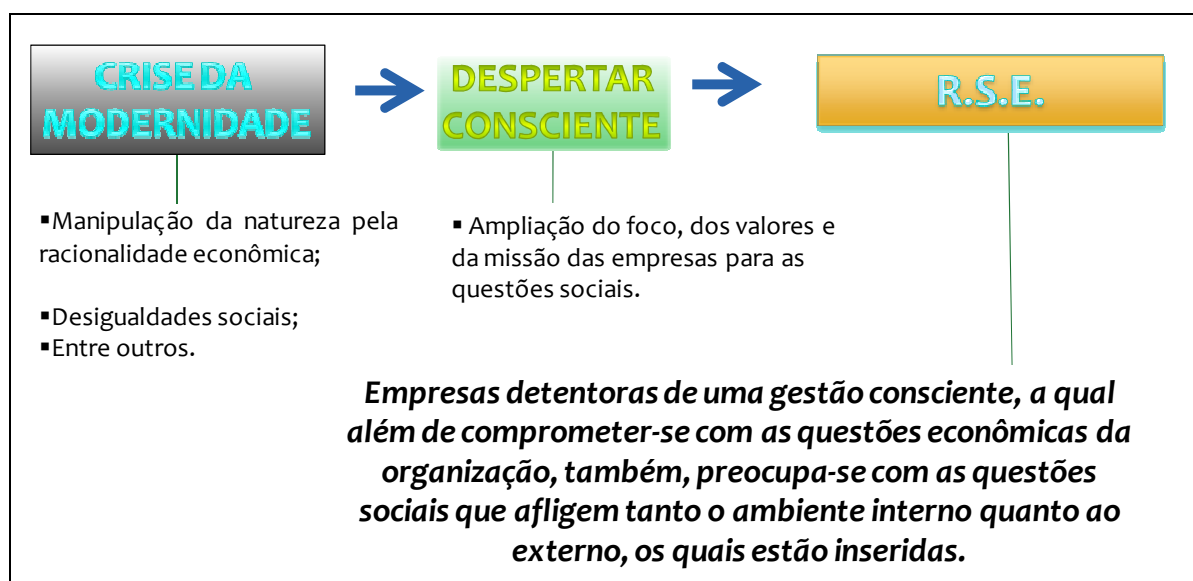 CRISE DA
MODERNIDADE
DESPERTAR
CONSCIENTE
R.S.E.
▪Manipulação da natureza pela
racionalidade econômica;
▪Desigualdades sociais;
▪Entre outros.
▪ Ampliação do foco, dos valores e
da missão das empresas para as
questões sociais.
Empresas detentoras de uma gestão consciente, a qual
além de comprometer-se com as questões econômicas da
organização, também, preocupa-se com as questões
sociais que afligem tanto o ambiente interno quanto ao
externo, os quais estão inseridas.